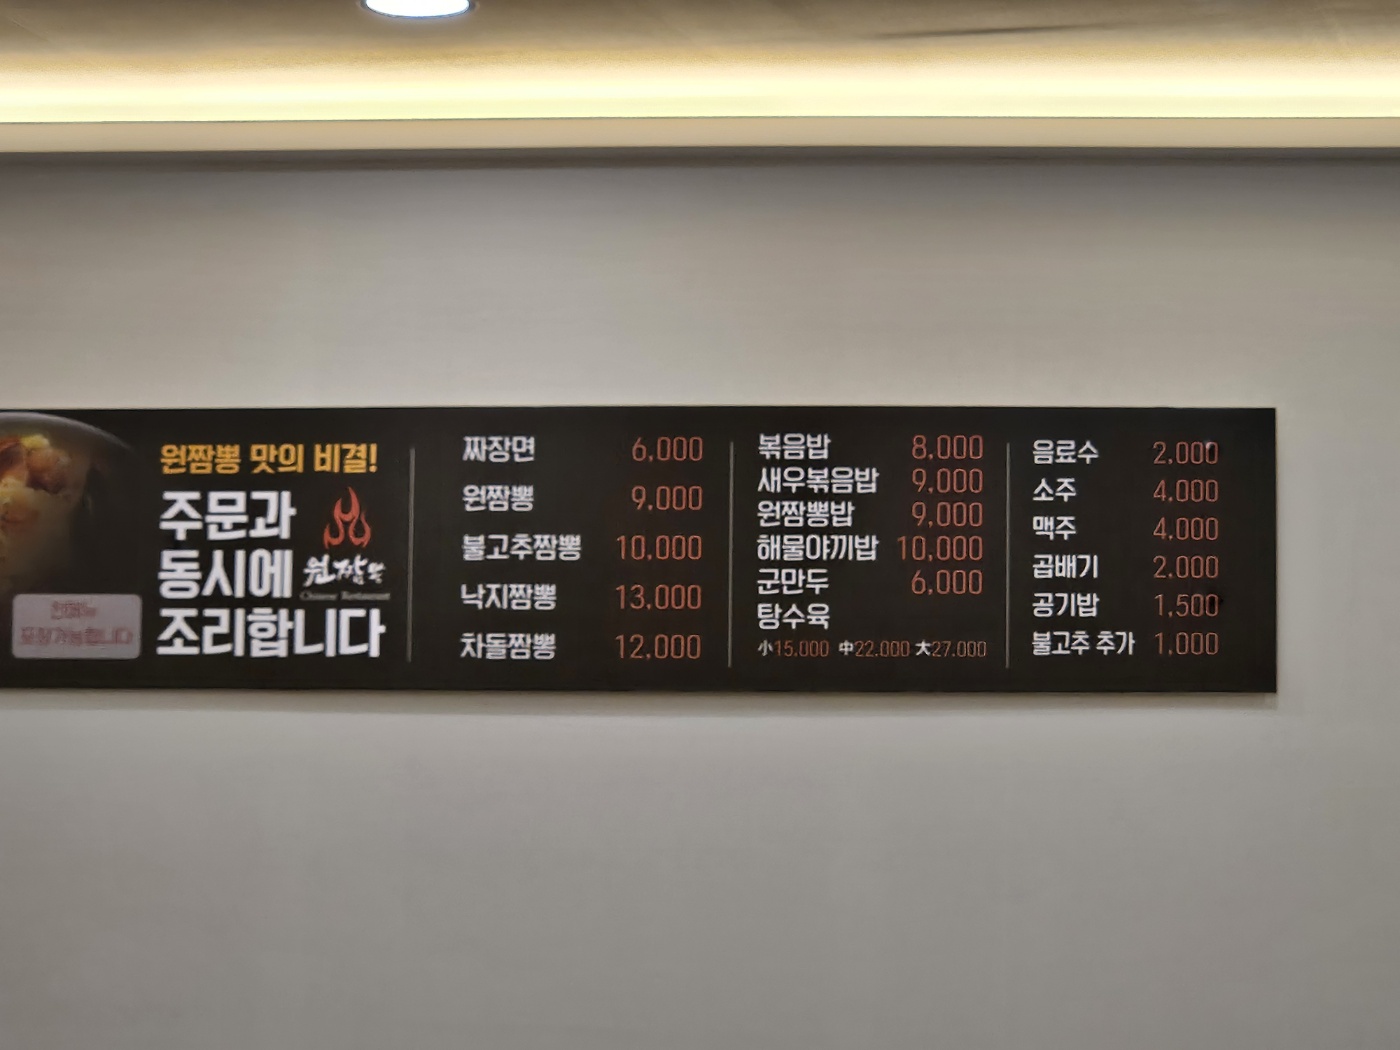 원짬뽕 맛의 비결!
주문과
동시에
조리합니다
원짬뽕
Chinese Restaurant
짜장면 6,000
원짬뽕 9,000
불고추짬뽕 10,000
낙지짬뽕 13,000
차돌짬뽕 12,000
볶음밥 8,000
새우볶음밥 9,000
원짬뽕밥 9,000
해물야끼밥 10,000
군만두 6,000
탕수육
小15,000 中22,000 大27,000
음료수 2,000
소주 4,000
맥주 4,000
곱배기 2,000
공기밥 1,500
불고추 추가 1,000